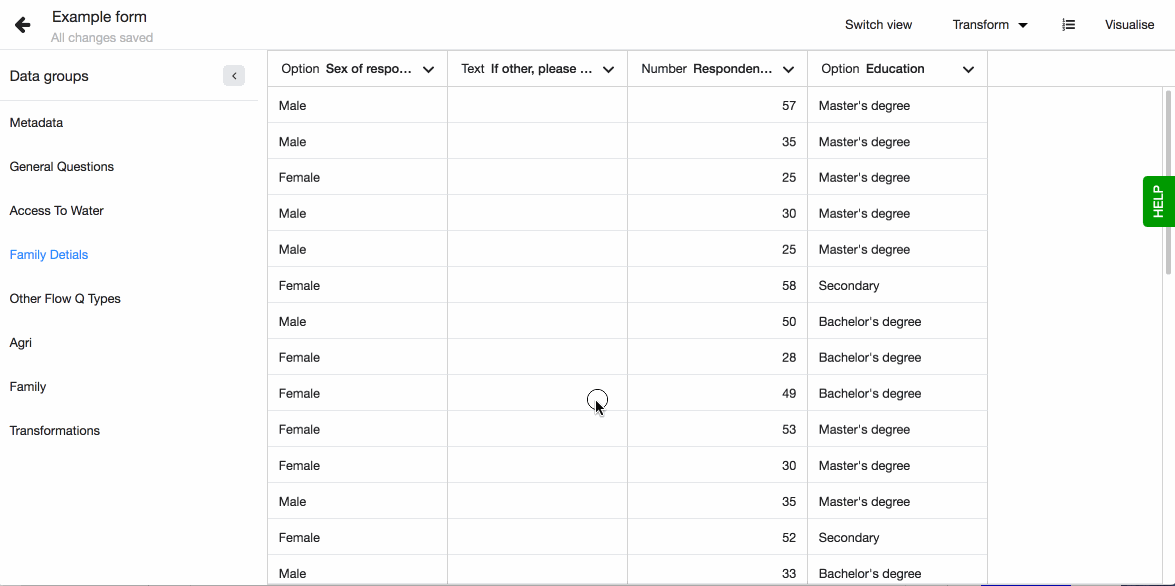 Example form
All changes saved
Switch view Transform Visualise
Data groups
Metadata
General Questions
Access To Water
Family Detials
Other Flow Q Types
Agri
Family
Transformations
Option Sex of respo... Text If other, please ... Number Responden... Option Education
Male 57 Master's degree
Male 35 Master's degree
Female 25 Master's degree
Male 30 Master's degree
Male 25 Master's degree
Female 58 Secondary
Male 50 Bachelor's degree
Female 28 Bachelor's degree
Female 49 Bachelor's degree
Female 53 Master's degree
Female 30 Master's degree
Male 35 Master's degree
Female 52 Secondary
Male 33 Bachelor's degree
HELP